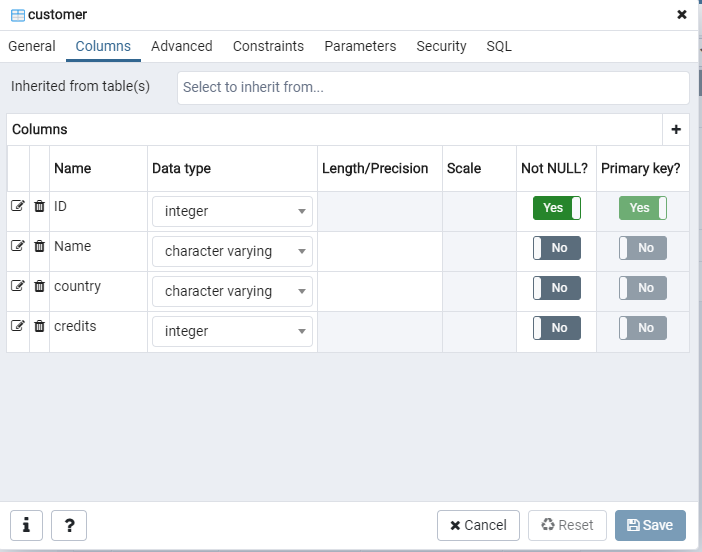 customer
General Columns Advanced Constraints Parameters Security SQL
Inherited from table(s) Select to inherit from...
Columns
Name Data type Length/Precision Scale Not NULL? Primary key?
ID integer Yes Yes
Name character varying No No
country character varying No No
credits integer No No
i ? Cancel Reset Save